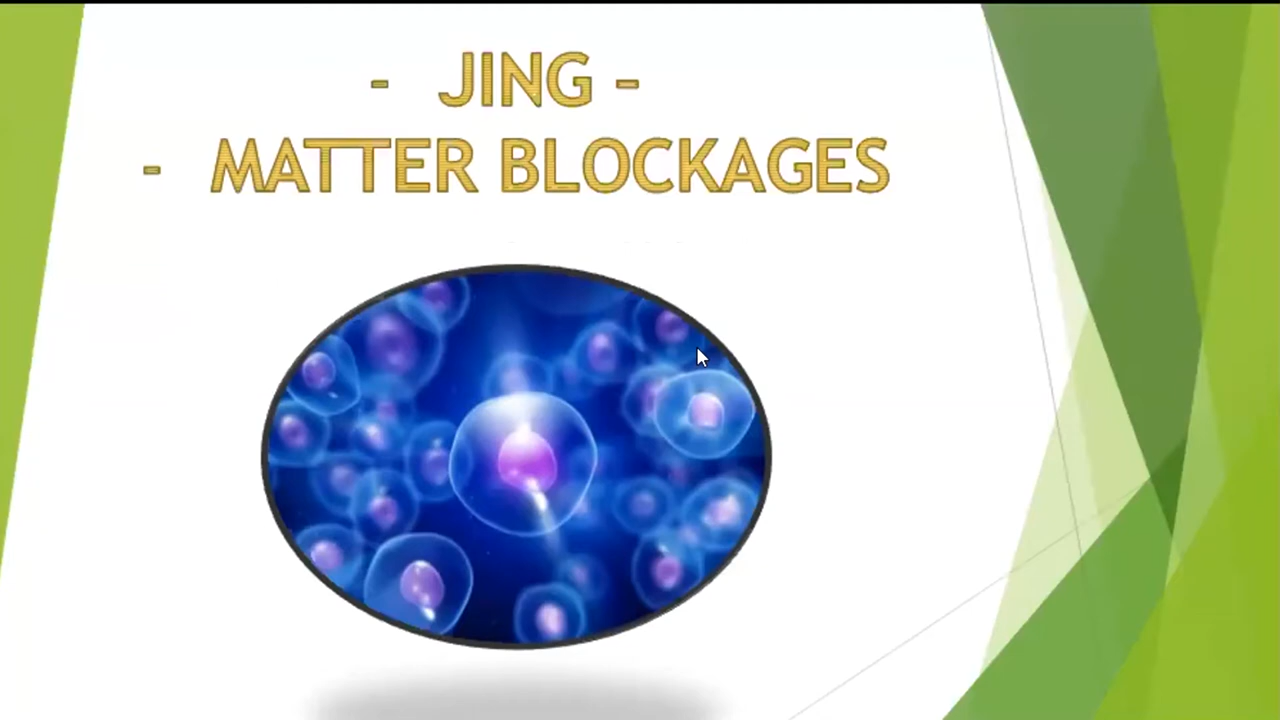 - JING -
- MATTER BLOCKAGES